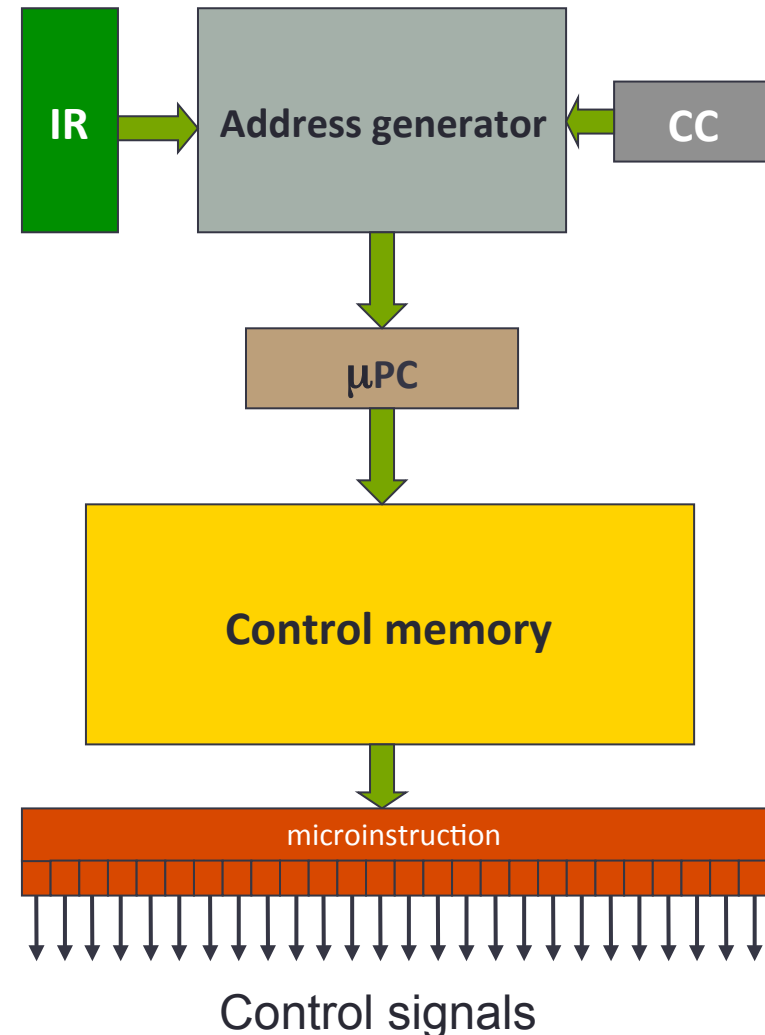 IR
Address generator
CC
μPC
Control memory
microinstruction
Control signals